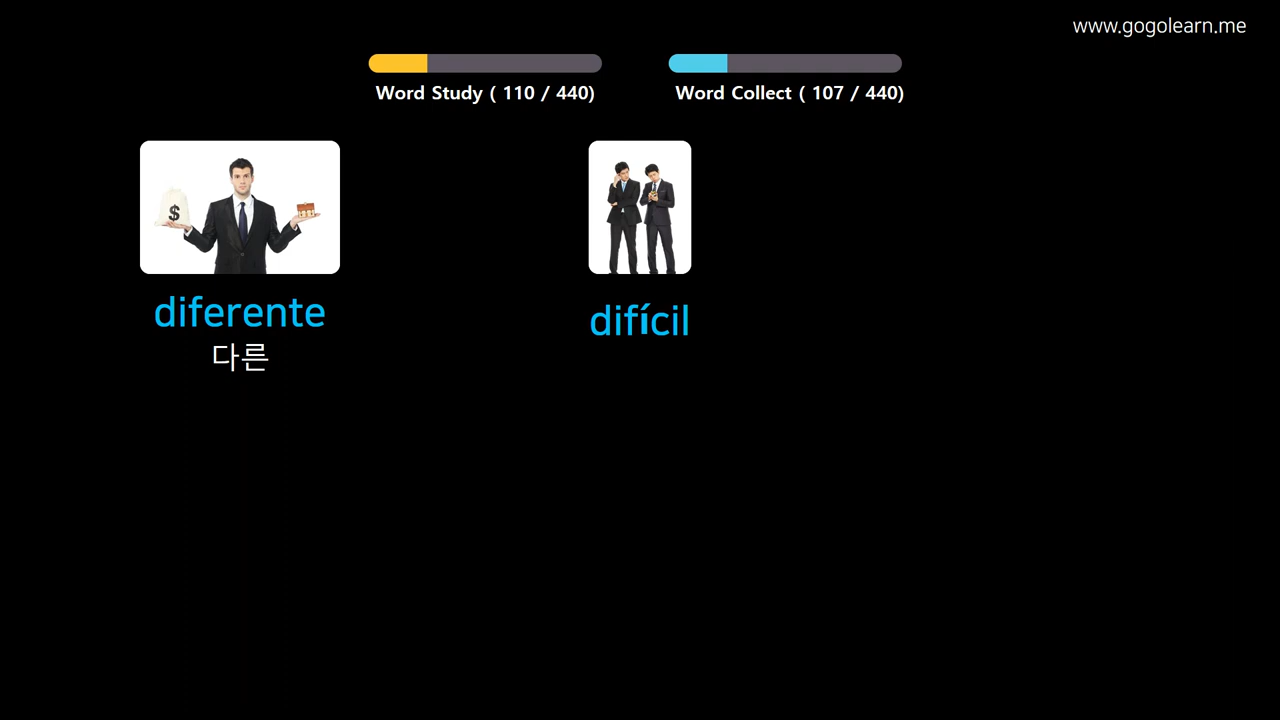 www.gogolearn.me
Word Study ( 110 / 440)
Word Collect ( 107 / 440)
$
diferente
difícil
다른